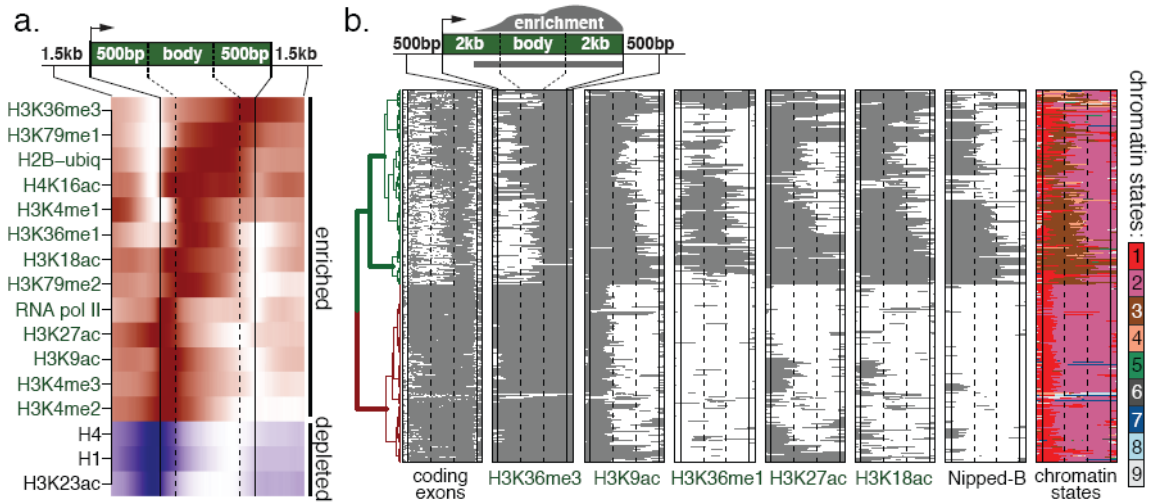 a.
1.5kb 500bp body 500bp 1.5kb
H3K36me3
H3K79me1
H2B-ubiq
H4K16ac
H3K4me1
H3K36me1
H3K18ac
H3K79me2
RNA pol II
H3K27ac
H3K9ac
H3K4me3
H3K4me2
H4
H1
H3K23ac
enriched
depleted
b.
enrichment
500bp 2kb body 2kb 500bp
coding
exons
H3K36me3
H3K9ac
H3K36me1
H3K27ac
H3K18ac
Nipped-B
chromatin
states
chromatin states:
1
2
3
4
5
6
7
8
9